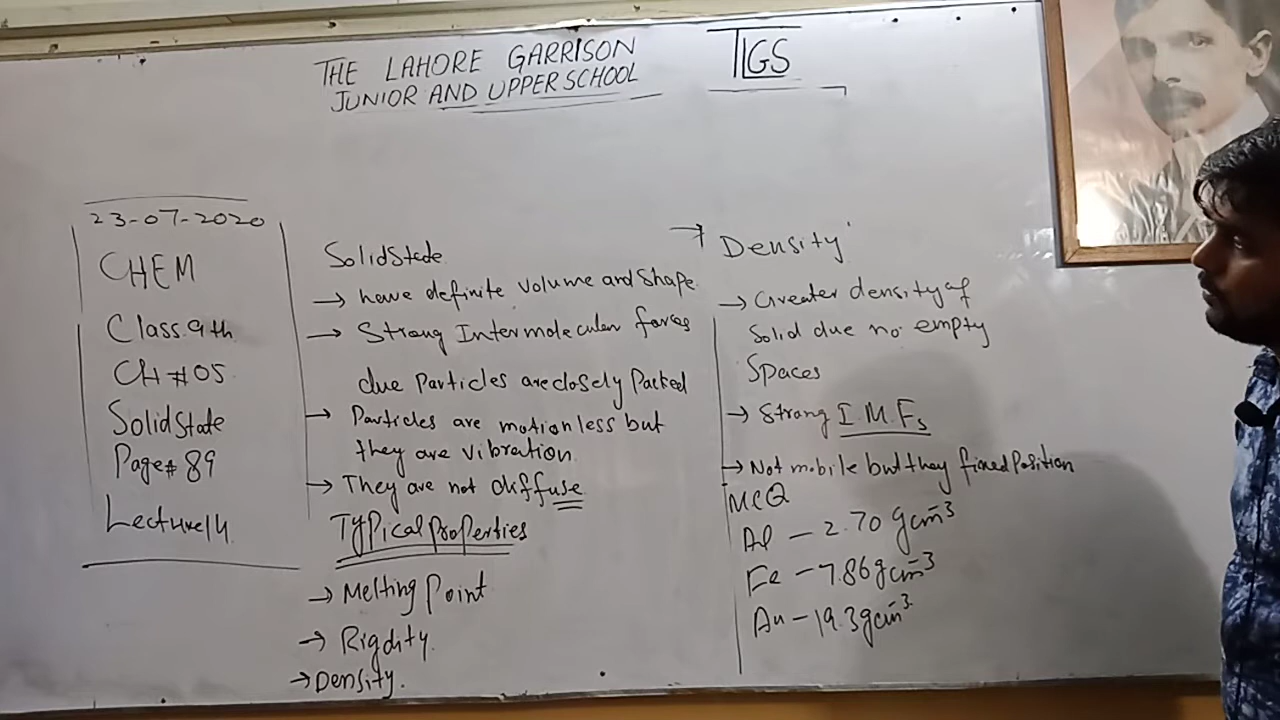 THE LAHORE GARRISON
JUNIOR AND UPPER SCHOOL
TLGS
23-07-2020
CHEM
Class 9th
CH # 05
Solid State
Page# 89
Lecture 14
Solid State
→ have definite volume and shape
→ Strong Intermolecular forces
due Particles are closely Packed
→ Particles are motionless but
they are vibration
→ They are not diffuse
Typical Properties
→ Melting Point
→ Rigdity.
→ Density.
→ Density
→ Greater density of
Solid due no empty
Spaces
→ Strong I M Fs
→ Not mobile but they fixed Position
MCQ
Al — 2.70 gcm⁻³
Fe — 7.86 gcm⁻³
Au — 19.3 gcm⁻³